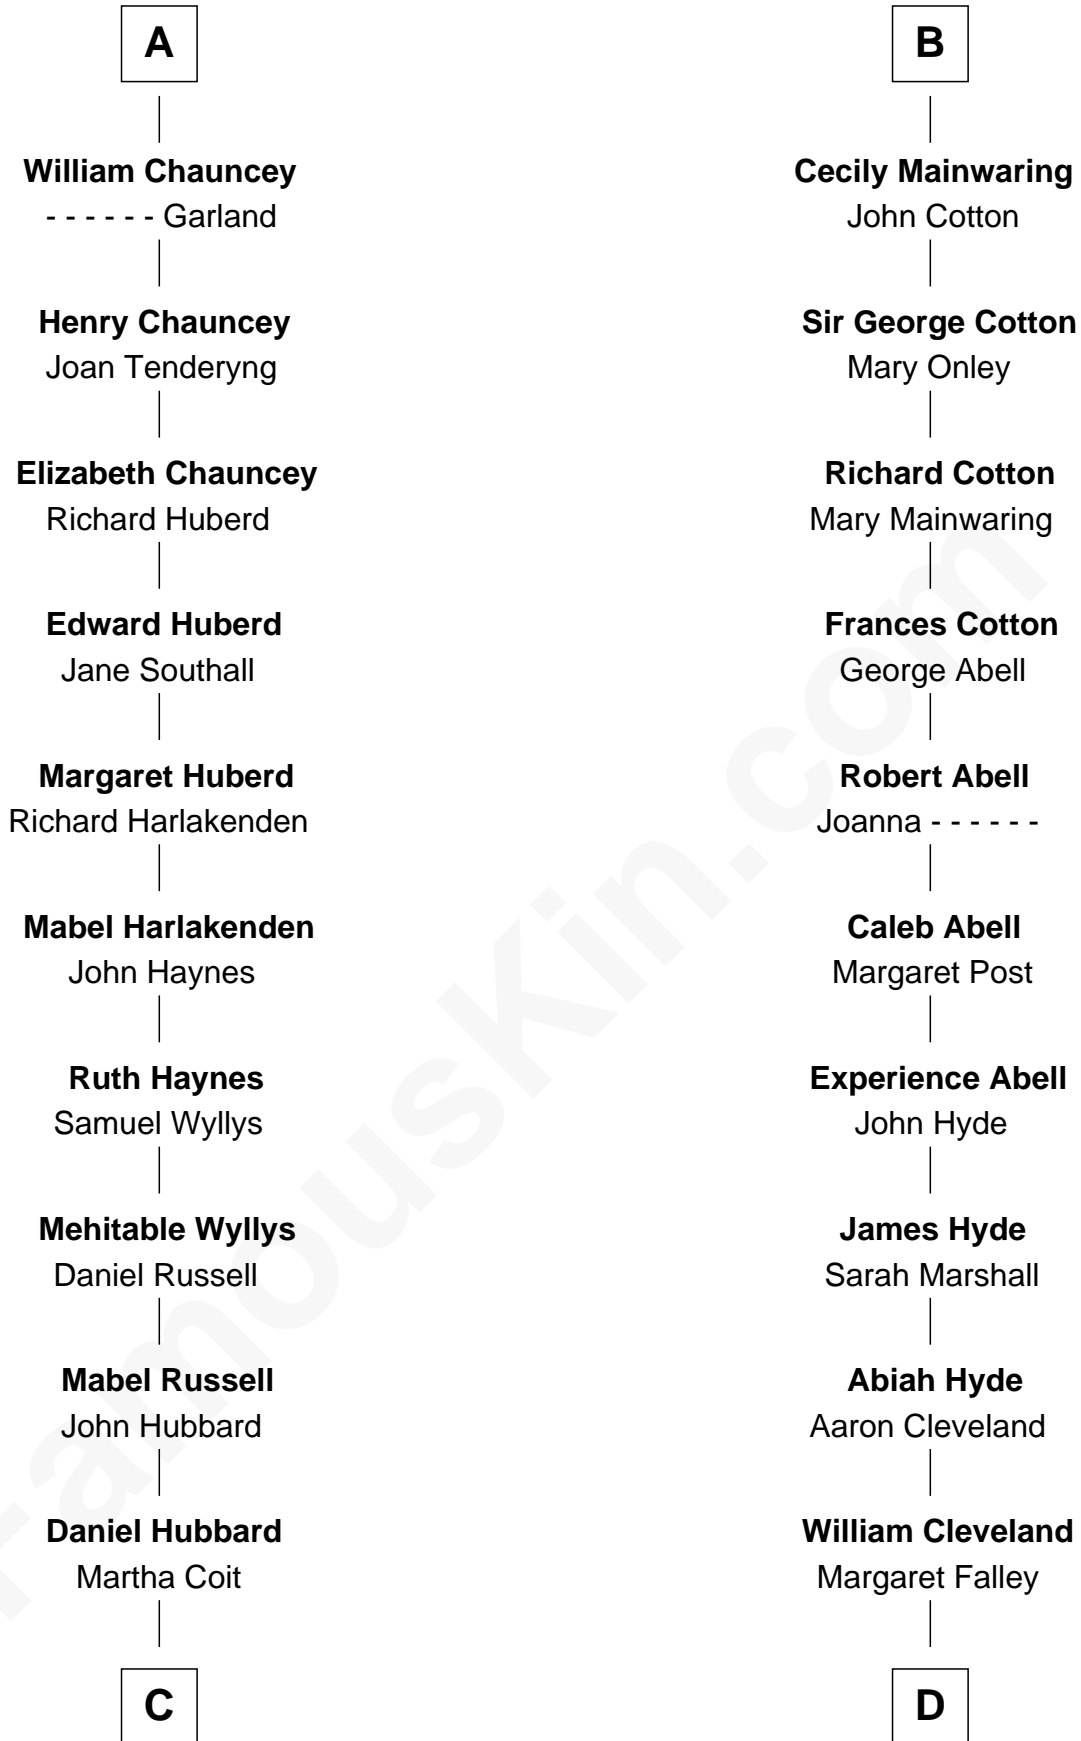 A
William Chauncey
- - - - - - Garland
Henry Chauncey
Joan Tenderyng
Elizabeth Chauncey
Richard Huberd
Edward Huberd
Jane Southall
Margaret Huberd
Richard Harlakenden
Mabel Harlakenden
John Haynes
Ruth Haynes
Samuel Wyllys
Mehitable Wyllys
Daniel Russell
Mabel Russell
John Hubbard
Daniel Hubbard
Martha Coit
C
B
Cecily Mainwaring
John Cotton
Sir George Cotton
Mary Onley
Richard Cotton
Mary Mainwaring
Frances Cotton
George Abell
Robert Abell
Joanna - - - - - -
Caleb Abell
Margaret Post
Experience Abell
John Hyde
James Hyde
Sarah Marshall
Abiah Hyde
Aaron Cleveland
William Cleveland
Margaret Falley
D
FamousKin.com